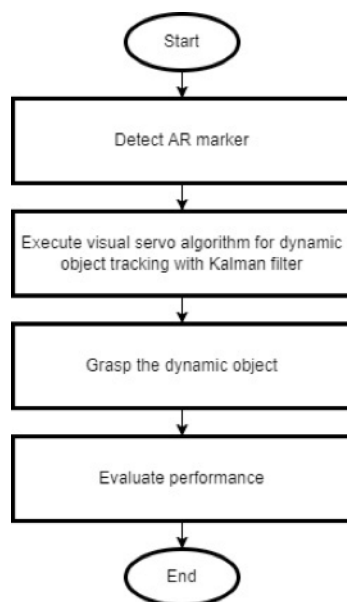 Start
Detect AR marker
Execute visual servo algorithm for dynamic
object tracking with Kalman filter
Grasp the dynamic object
Evaluate performance
End